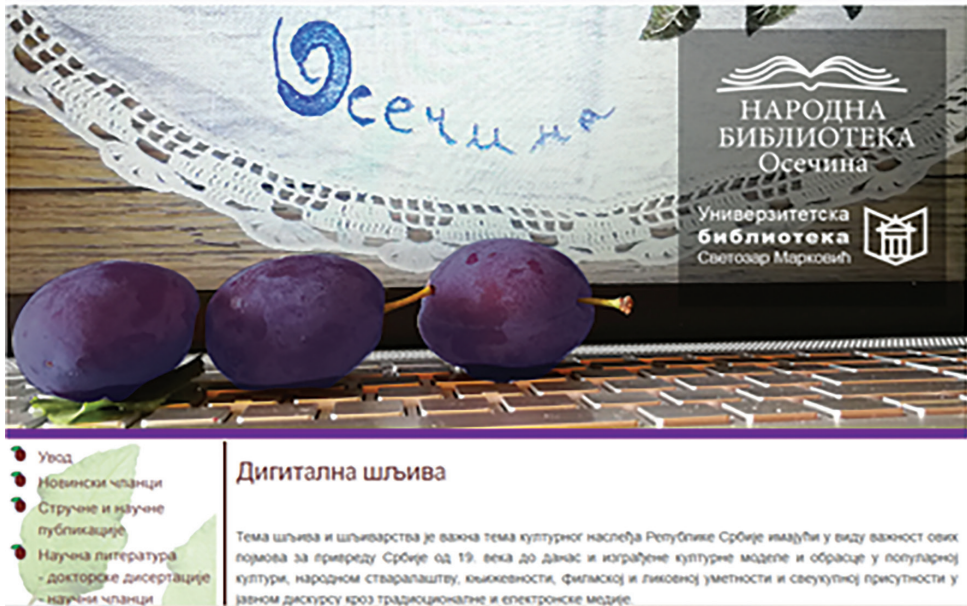 Осечина
НАРОДНА
БИБЛИОТЕКА
Осечина
Универзитетска
библиотека
Светозар Марковић
Увод
Новински чланци
Стручне и научне
публикације
Научна литература
- докторске дисертације
- научни чланци
Дигитална шљива
Тема шљива и шљиварства је важна тема културног наслеђа Републике Србије имајући у виду важност ових
појмова за привреду Србије од 19. века до данас и изграђене културне моделе и обрасце у популарној
култури, народном стваралаштву, књижевности, филмској и ликовној уметности и свеукупној присутности у
јавном дискурсу кроз традиоционалне и електронске медије.